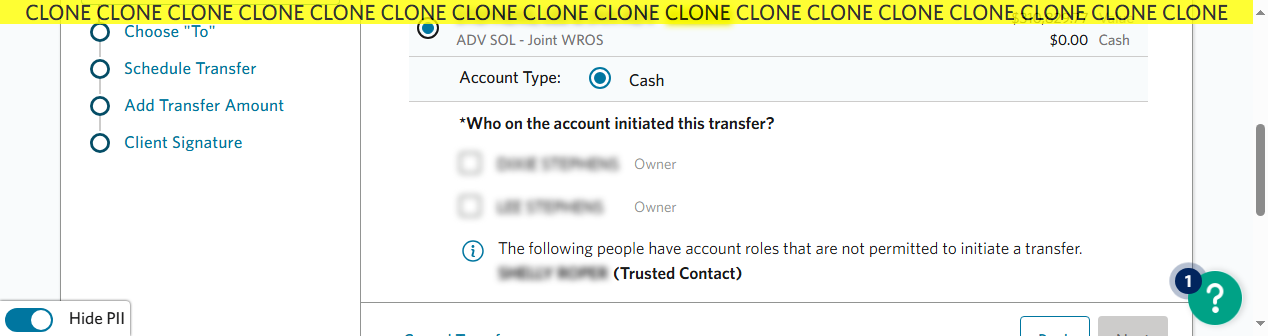 CLONE CLONE CLONE CLONE CLONE CLONE CLONE CLONE CLONE CLONE CLONE CLONE CLONE CLONE CLONE CLONE CLONE
Choose "To"
Schedule Transfer
Add Transfer Amount
Client Signature
ADV SOL - Joint WROS
$0.00 Cash
Account Type: Cash
*Who on the account initiated this transfer?
Owner
Owner
The following people have account roles that are not permitted to initiate a transfer.
(Trusted Contact)
1
?
Hide PII